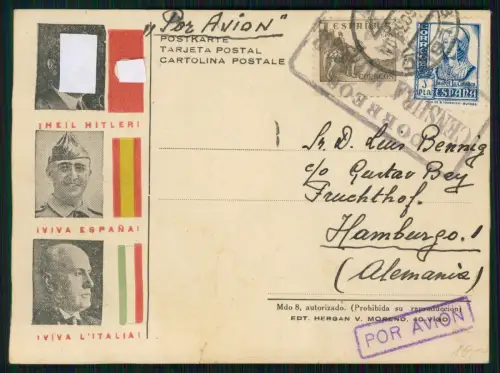 "Por Avion"
POSTKARTE
TARJETA POSTAL
CARTOLINA POSTALE
ESPAÑA
CORREOS
ESPAÑA
CENSURA
¡HEIL HITLER!
¡VIVA ESPAÑA!
¡VIVA L'ITALIA!
Sr. D. Luis Bennig
c/o Gustav Bey
Fruchthof.
Hamburgo. 1
(Alemania)
Mdo 8, autorizado. (Prohibida su reproducción)
EDT. HERGAN V. MORENO, 40 VIGO
POR AVION